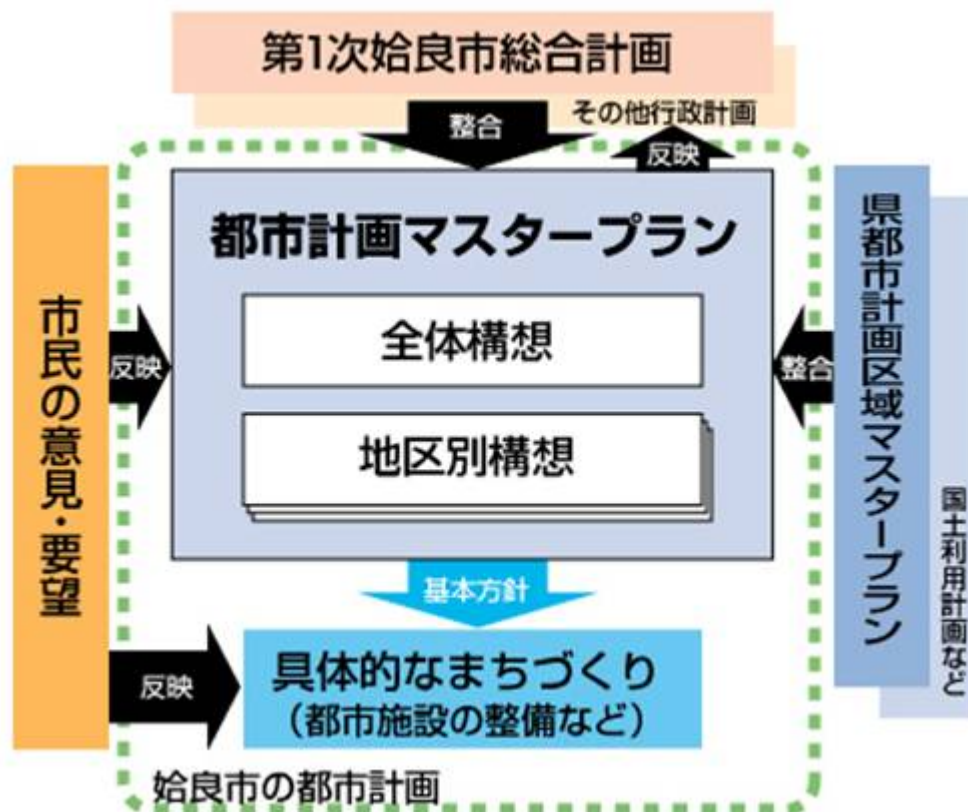 第1次姶良市総合計画
その他行政計画
整合
反映
都市計画マスタープラン
全体構想
地区別構想
市民の意見・要望
反映
整合
県都市計画区域マスタープラン
国土利用計画など
基本方針
具体的なまちづくり
（都市施設の整備など）
反映
姶良市の都市計画